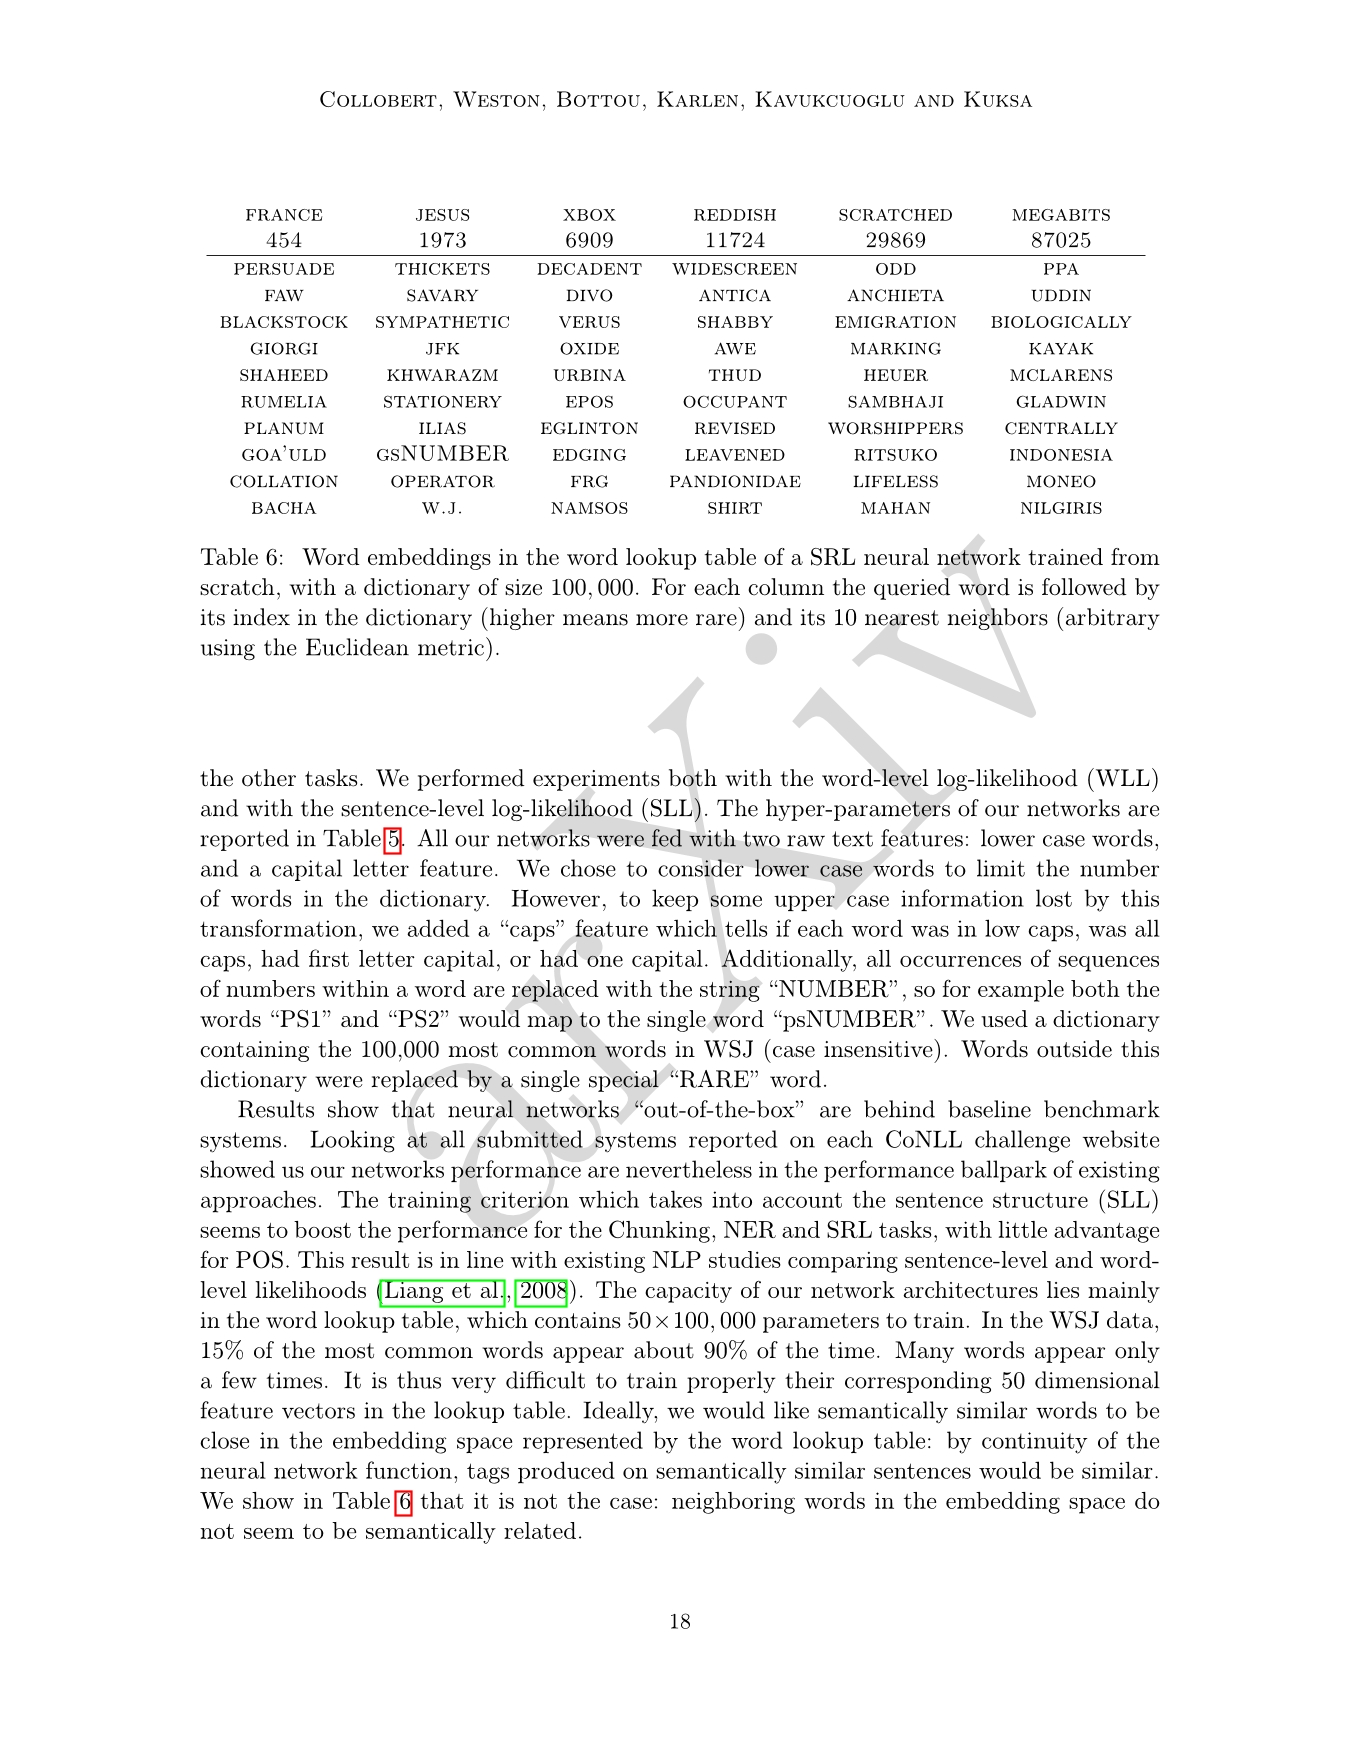 COLLOBERT, WESTON, BOTTOU, KARLEN, KAVUKCUOGLU AND KUKSA
FRANCE JESUS XBOX REDDISH SCRATCHED MEGABITS
454 1973 6909 11724 29869 87025
PERSUADE THICKETS DECADENT WIDESCREEN ODD PPA
FAW SAVARY DIVO ANTICA ANCHIETA UDDIN
BLACKSTOCK SYMPATHETIC VERUS SHABBY EMIGRATION BIOLOGICALLY
GIORGI JFK OXIDE AWE MARKING KAYAK
SHAHEED KHWARAZM URBINA THUD HEUER MCLARENS
RUMELIA STATIONERY EPOS OCCUPANT SAMBHAJI GLADWIN
PLANUM ILIAS EGLINTON REVISED WORSHIPPERS CENTRALLY
GOA'ULD GSNUMBER EDGING LEAVENED RITSUKO INDONESIA
COLLATION OPERATOR FRG PANDIONIDAE LIFELESS MONEO
BACHA W.J. NAMSOS SHIRT MAHAN NILGIRIS
Table 6: Word embeddings in the word lookup table of a SRL neural network trained from
scratch, with a dictionary of size 100, 000. For each column the queried word is followed by
its index in the dictionary (higher means more rare) and its 10 nearest neighbors (arbitrary
using the Euclidean metric).
the other tasks. We performed experiments both with the word-level log-likelihood (WLL)
and with the sentence-level log-likelihood (SLL). The hyper-parameters of our networks are
reported in Table 5. All our networks were fed with two raw text features: lower case words,
and a capital letter feature. We chose to consider lower case words to limit the number
of words in the dictionary. However, to keep some upper case information lost by this
transformation, we added a “caps” feature which tells if each word was in low caps, was all
caps, had first letter capital, or had one capital. Additionally, all occurrences of sequences
of numbers within a word are replaced with the string “NUMBER”, so for example both the
words “PS1” and “PS2” would map to the single word “psNUMBER”. We used a dictionary
containing the 100,000 most common words in WSJ (case insensitive). Words outside this
dictionary were replaced by a single special “RARE” word.
Results show that neural networks “out-of-the-box” are behind baseline benchmark
systems. Looking at all submitted systems reported on each CoNLL challenge website
showed us our networks performance are nevertheless in the performance ballpark of existing
approaches. The training criterion which takes into account the sentence structure (SLL)
seems to boost the performance for the Chunking, NER and SRL tasks, with little advantage
for POS. This result is in line with existing NLP studies comparing sentence-level and word-
level likelihoods (Liang et al., 2008). The capacity of our network architectures lies mainly
in the word lookup table, which contains 50×100, 000 parameters to train. In the WSJ data,
15% of the most common words appear about 90% of the time. Many words appear only
a few times. It is thus very difficult to train properly their corresponding 50 dimensional
feature vectors in the lookup table. Ideally, we would like semantically similar words to be
close in the embedding space represented by the word lookup table: by continuity of the
neural network function, tags produced on semantically similar sentences would be similar.
We show in Table 6 that it is not the case: neighboring words in the embedding space do
not seem to be semantically related.
18
arXiv